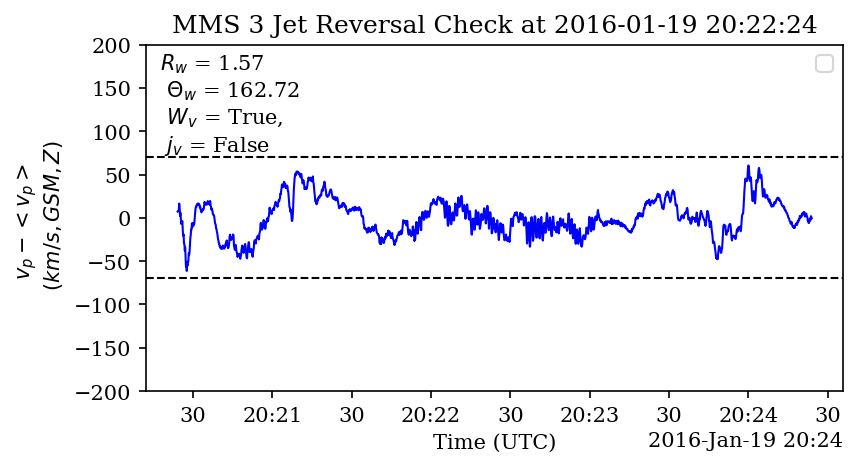 MMS 3 Jet Reversal Check at 2016-01-19 20:22:24
R_w = 1.57
Θ_w = 162.72
W_v = True,
j_v = False
v_p − < v_p >
(km/s, GSM, Z)
200
150
100
50
0
−50
−100
−150
−200
30 20:21 30 20:22 30 20:23 30 20:24 30
Time (UTC)
2016-Jan-19 20:24